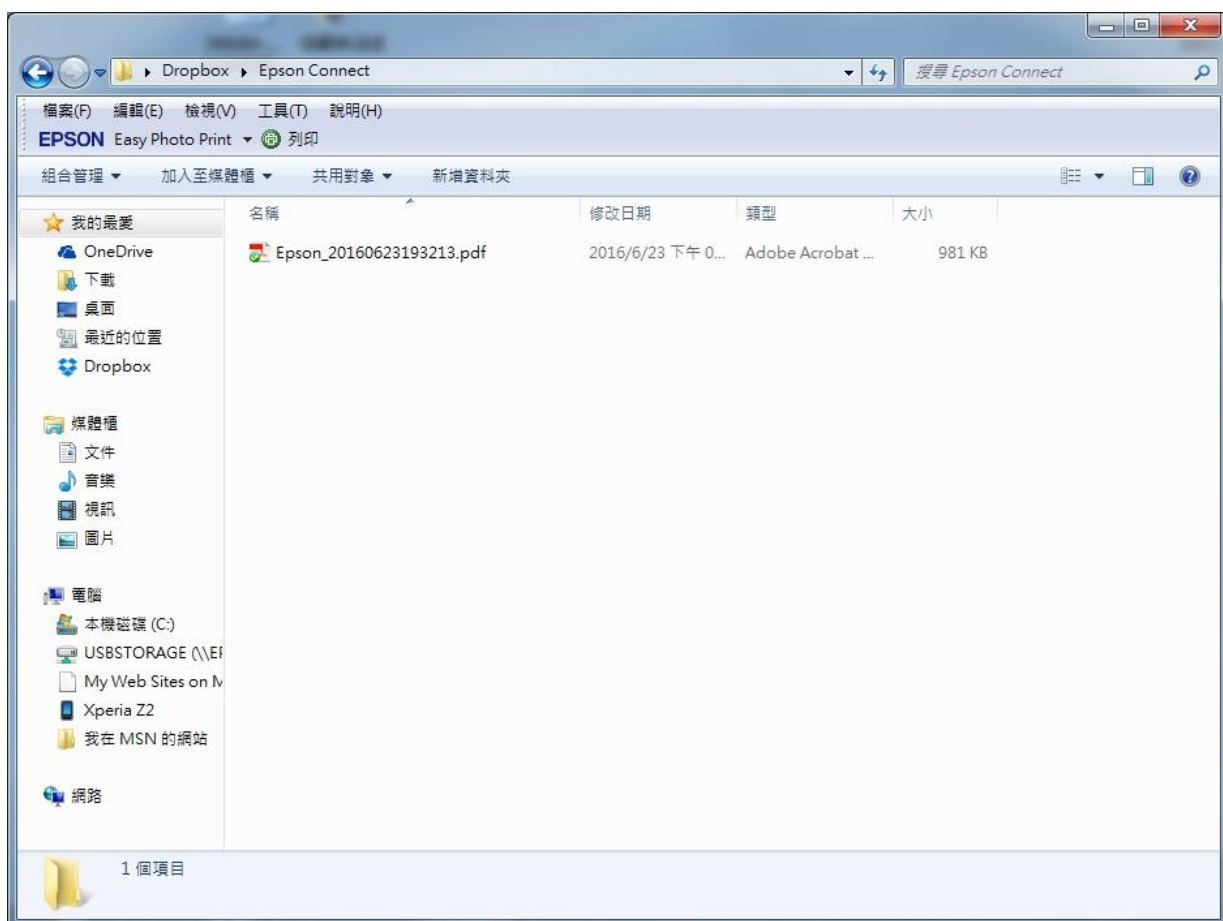 Dropbox ▸ Epson Connect
搜尋 Epson Connect
檔案(F) 編輯(E) 檢視(V) 工具(T) 說明(H)
EPSON Easy Photo Print 列印
組合管理 加入至媒體櫃 共用對象 新增資料夾
名稱 修改日期 類型 大小
Epson_20160623193213.pdf 2016/6/23 下午 0... Adobe Acrobat ... 981 KB
我的最愛
OneDrive
下載
桌面
最近的位置
Dropbox
媒體櫃
文件
音樂
視訊
圖片
電腦
本機磁碟 (C:)
USBSTORAGE (\\EP
My Web Sites on M
Xperia Z2
我在 MSN 的網站
網路
1 個項目